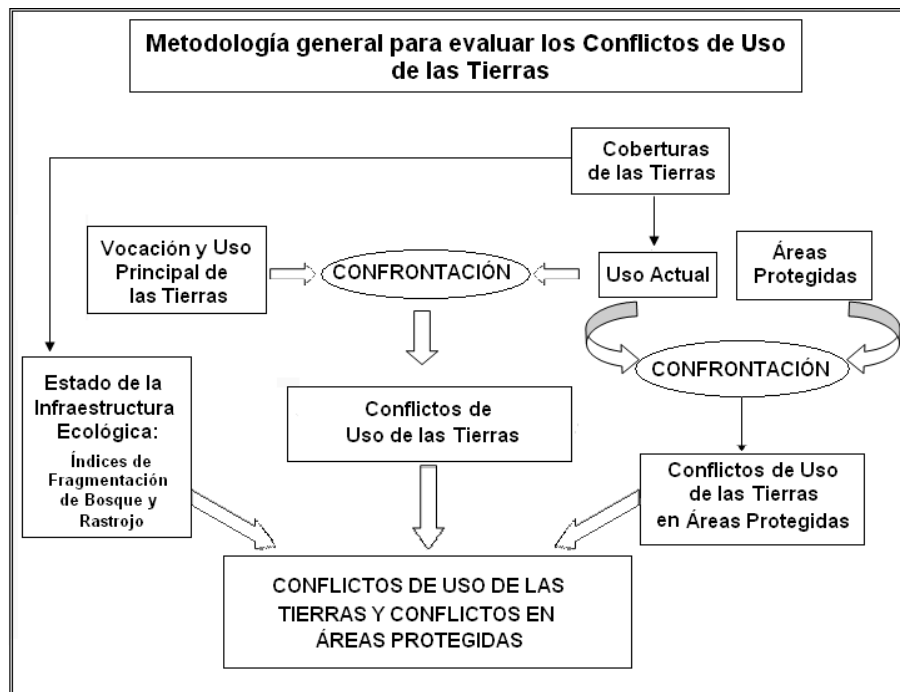 Metodología general para evaluar los Conflictos de Uso
de las Tierras
Coberturas
de las Tierras
Vocación y Uso
Principal de
las Tierras
CONFRONTACIÓN
Uso Actual
Áreas
Protegidas
CONFRONTACIÓN
Estado de la
Infraestructura
Ecológica:
Índices de
Fragmentación
de Bosque y
Rastrojo
Conflictos de
Uso de las Tierras
Conflictos de Uso
de las Tierras
en Áreas Protegidas
CONFLICTOS DE USO DE LAS
TIERRAS Y CONFLICTOS EN
ÁREAS PROTEGIDAS